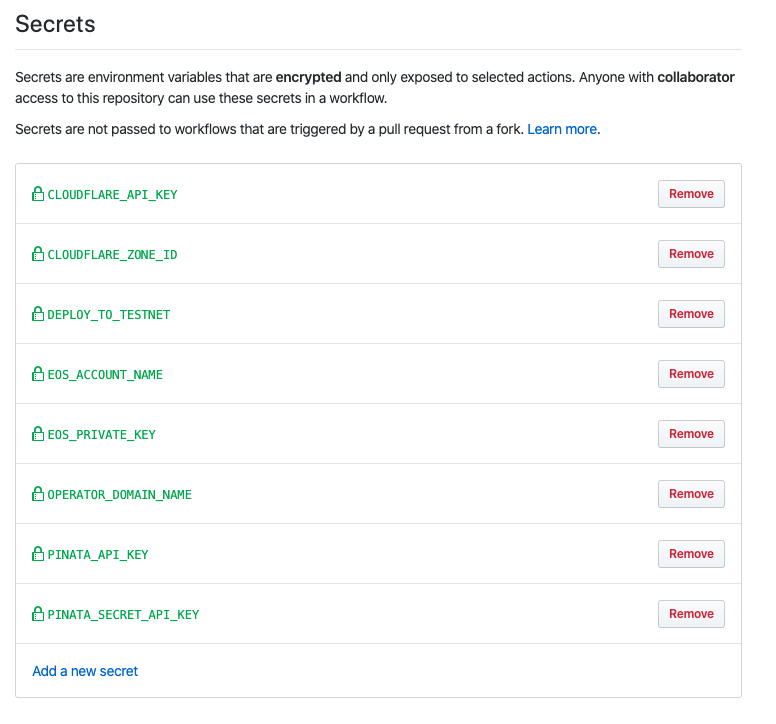 Secrets
Secrets are environment variables that are encrypted and only exposed to selected actions. Anyone with collaborator
access to this repository can use these secrets in a workflow.
Secrets are not passed to workflows that are triggered by a pull request from a fork. Learn more.
CLOUDFLARE_API_KEY Remove
CLOUDFLARE_ZONE_ID Remove
DEPLOY_TO_TESTNET Remove
EOS_ACCOUNT_NAME Remove
EOS_PRIVATE_KEY Remove
OPERATOR_DOMAIN_NAME Remove
PINATA_API_KEY Remove
PINATA_SECRET_API_KEY Remove
Add a new secret